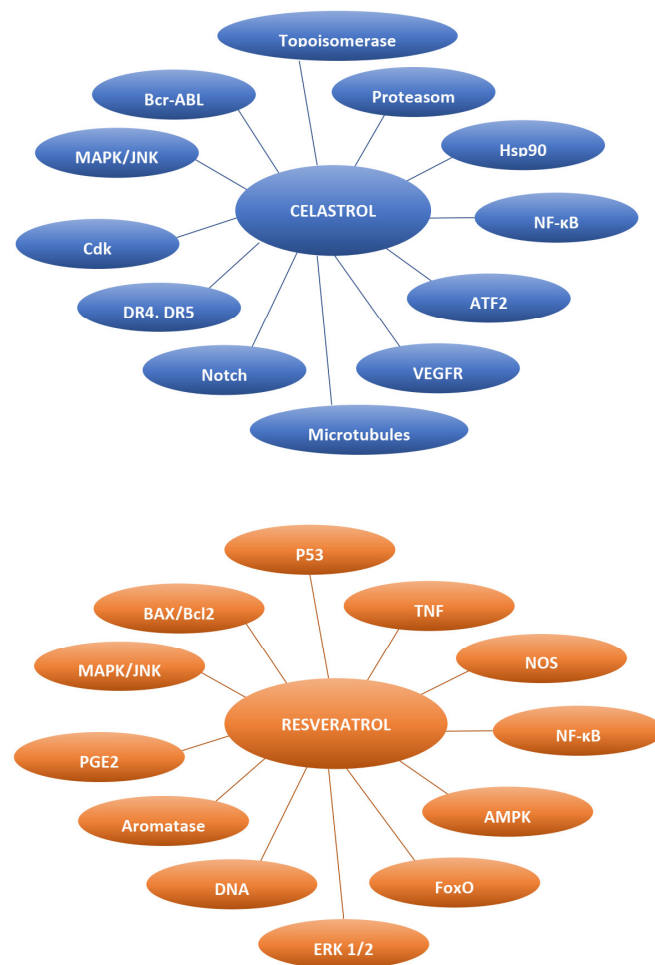 Topoisomerase
Bcr-ABL
Proteasom
MAPK/JNK
Hsp90
CELASTROL
NF-κB
Cdk
ATF2
DR4. DR5
Notch
VEGFR
Microtubules
P53
BAX/Bcl2
TNF
MAPK/JNK
NOS
RESVERATROL
NF-κB
PGE2
Aromatase
AMPK
DNA
FoxO
ERK 1/2